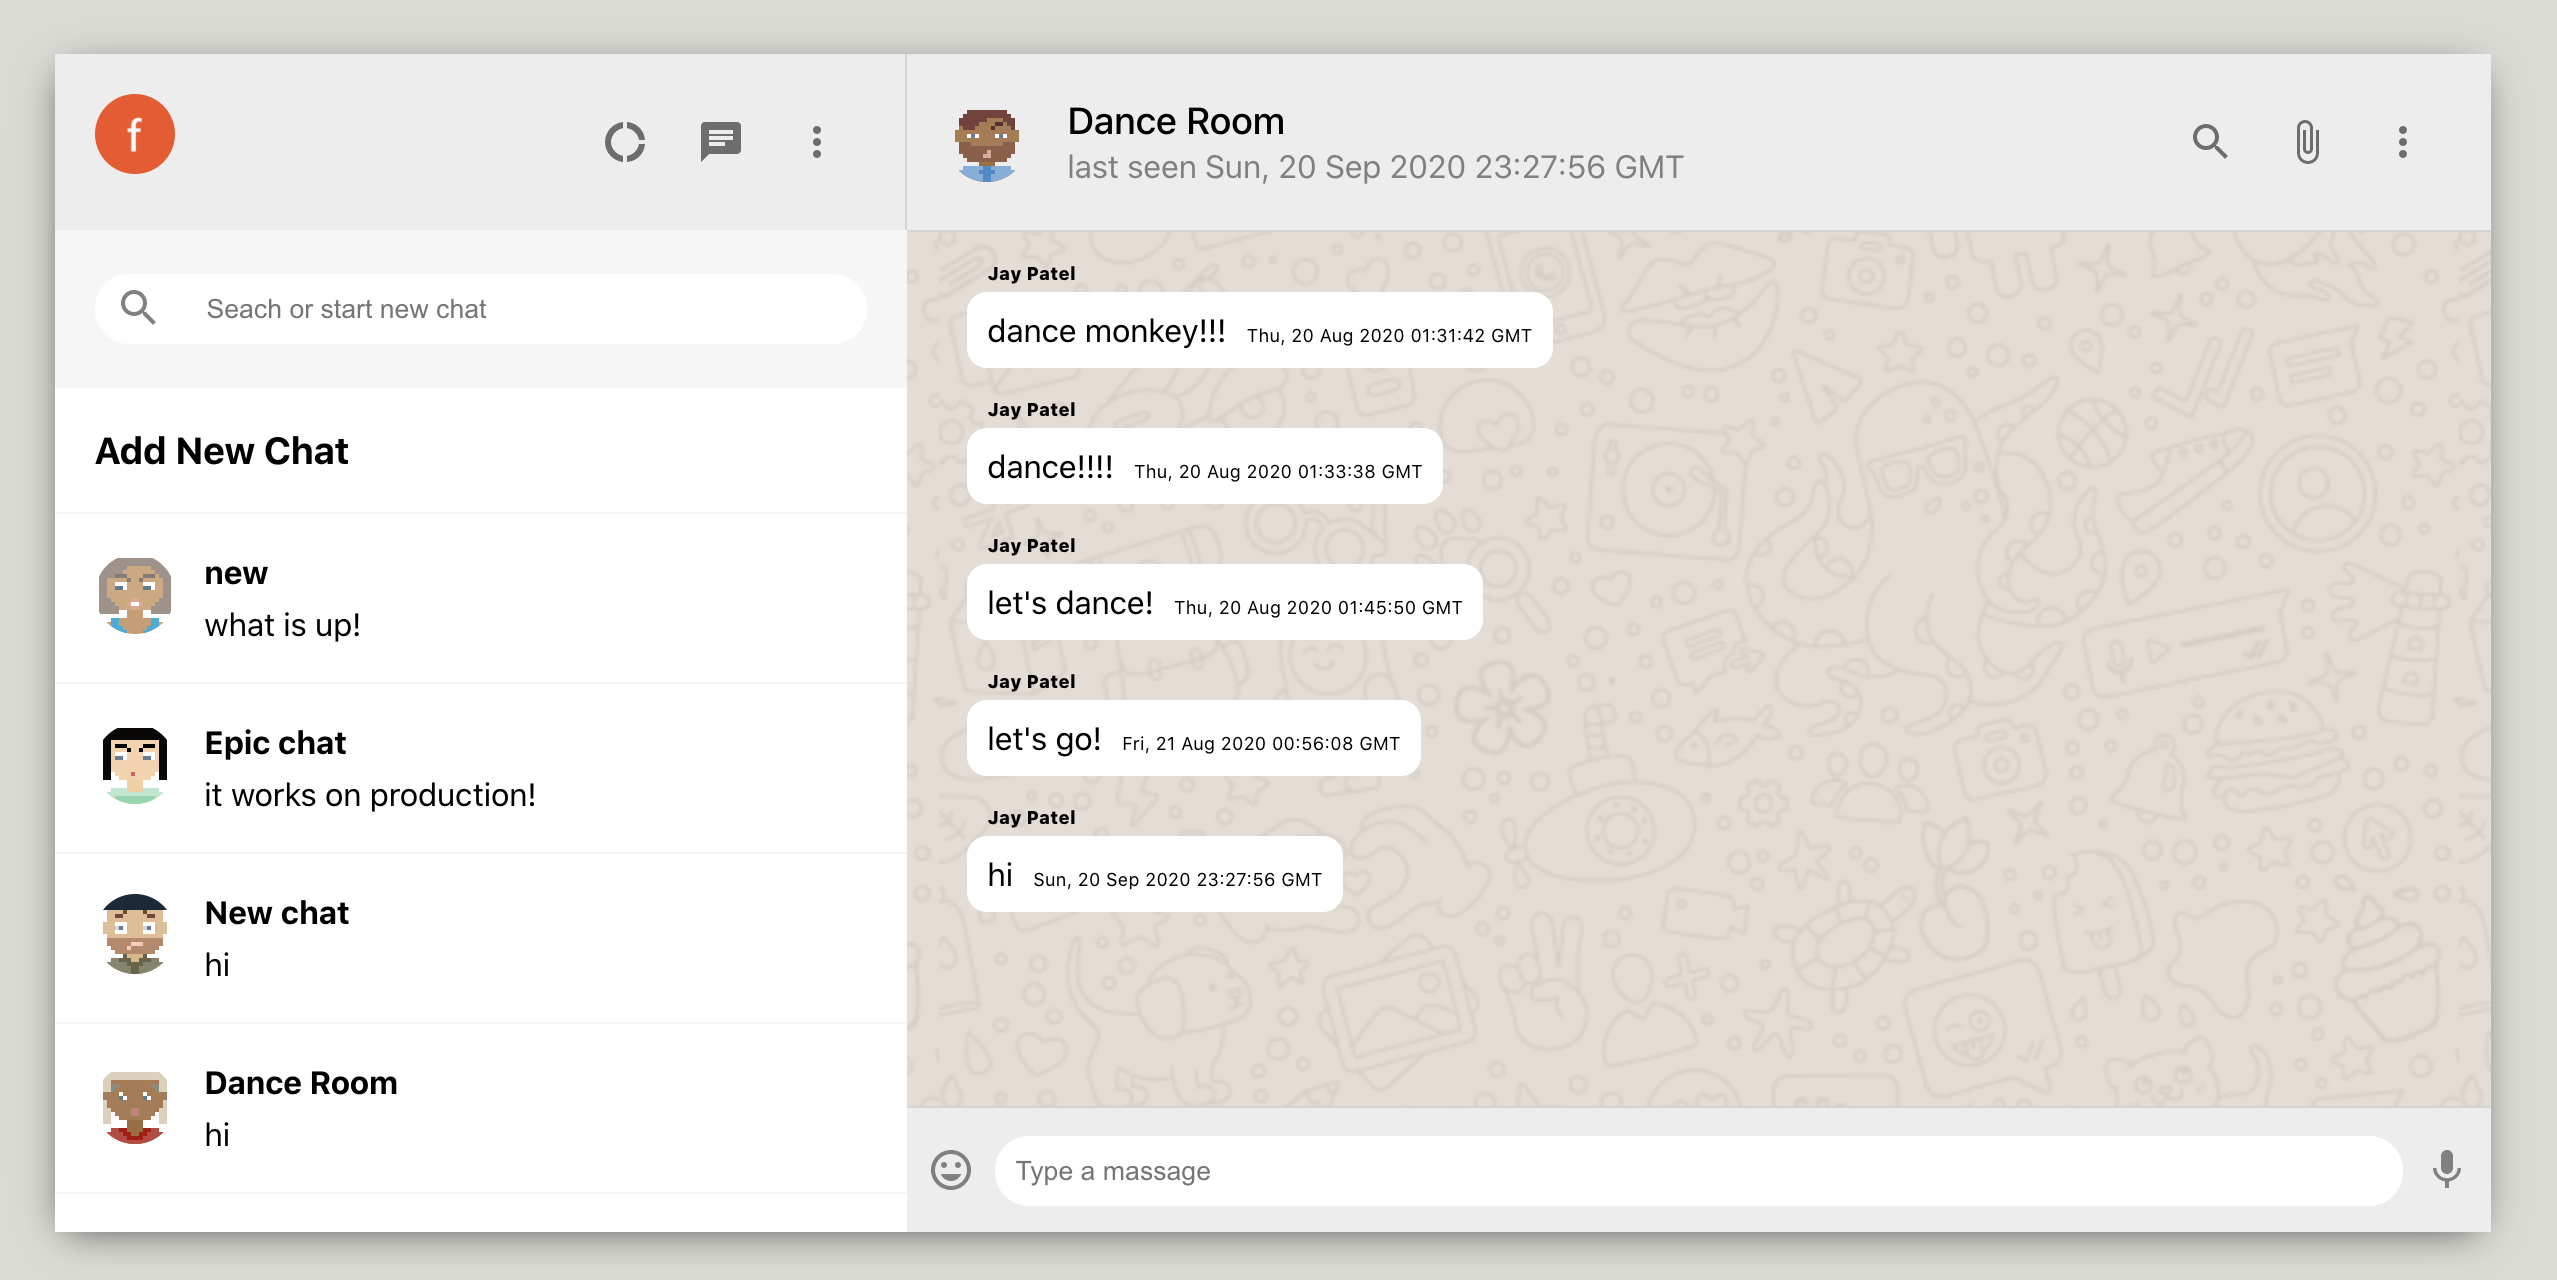 f
Seach or start new chat
Add New Chat
new
what is up!
Epic chat
it works on production!
New chat
hi
Dance Room
hi
Dance Room
last seen Sun, 20 Sep 2020 23:27:56 GMT
Jay Patel
dance monkey!!! Thu, 20 Aug 2020 01:31:42 GMT
Jay Patel
dance!!!! Thu, 20 Aug 2020 01:33:38 GMT
Jay Patel
let's dance! Thu, 20 Aug 2020 01:45:50 GMT
Jay Patel
let's go! Fri, 21 Aug 2020 00:56:08 GMT
Jay Patel
hi Sun, 20 Sep 2020 23:27:56 GMT
Type a massage